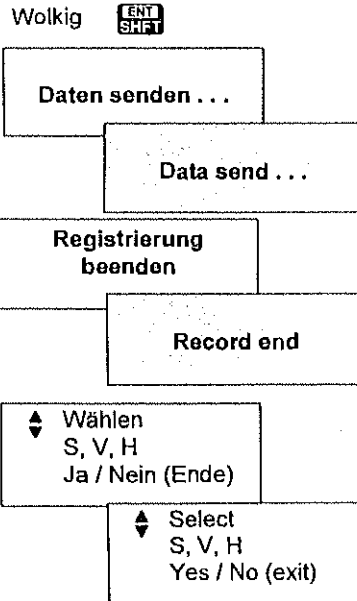 Wolkig ENT
SHFT
Daten senden . . .
Data send . . .
Registrierung
beenden
Record end
Wählen
S, V, H
Ja / Nein (Ende)
Select
S, V, H
Yes / No (exit)